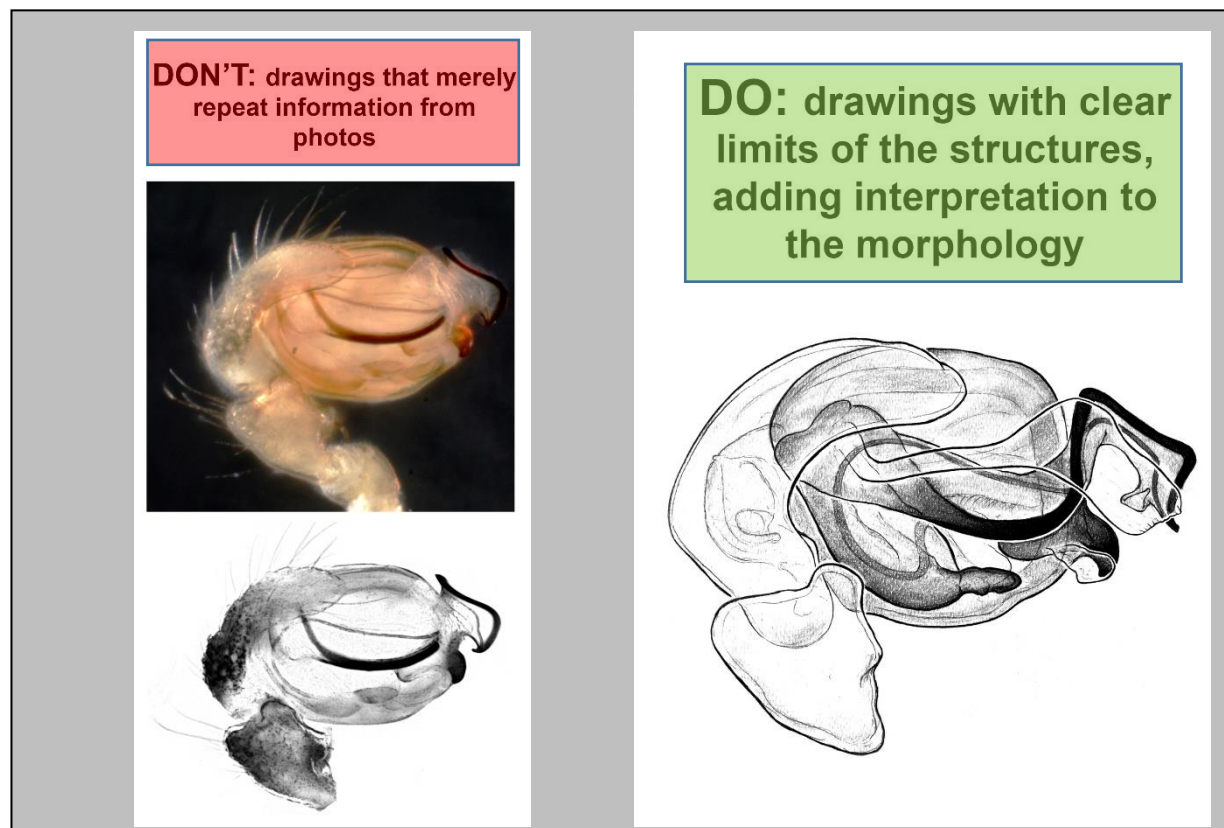 DON’T: drawings that merely
repeat information from
photos
DO: drawings with clear
limits of the structures,
adding interpretation to
the morphology